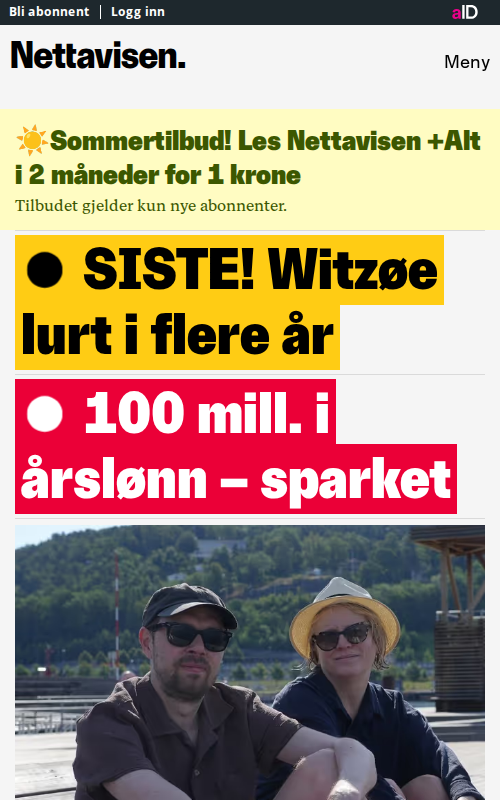 Bli abonnent | Logg inn
aID
Nettavisen.
Meny
☀️Sommertilbud! Les Nettavisen +Alt
i 2 måneder for 1 krone
Tilbudet gjelder kun nye abonnenter.
● SISTE! Witzøe
lurt i flere år
● 100 mill. i
årslønn – sparket